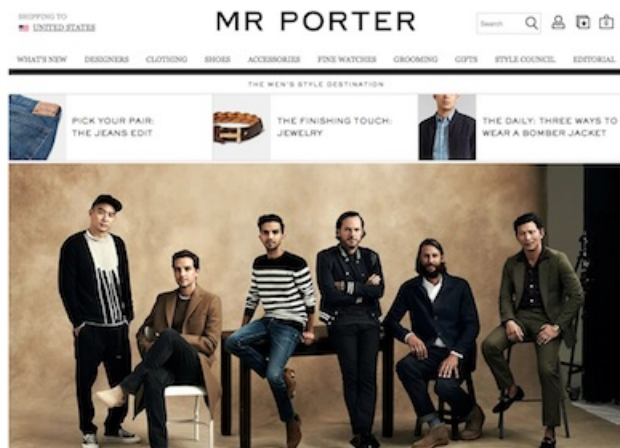 SHIPPING TO
UNITED STATES
MR PORTER
Search
0
WHAT'S NEW DESIGNERS CLOTHING SHOES ACCESSORIES FINE WATCHES GROOMING GIFTS STYLE COUNCIL EDITORIAL
THE MEN'S STYLE DESTINATION
PICK YOUR PAIR:
THE JEANS EDIT
THE FINISHING TOUCH:
JEWELRY
THE DAILY: THREE WAYS TO
WEAR A BOMBER JACKET